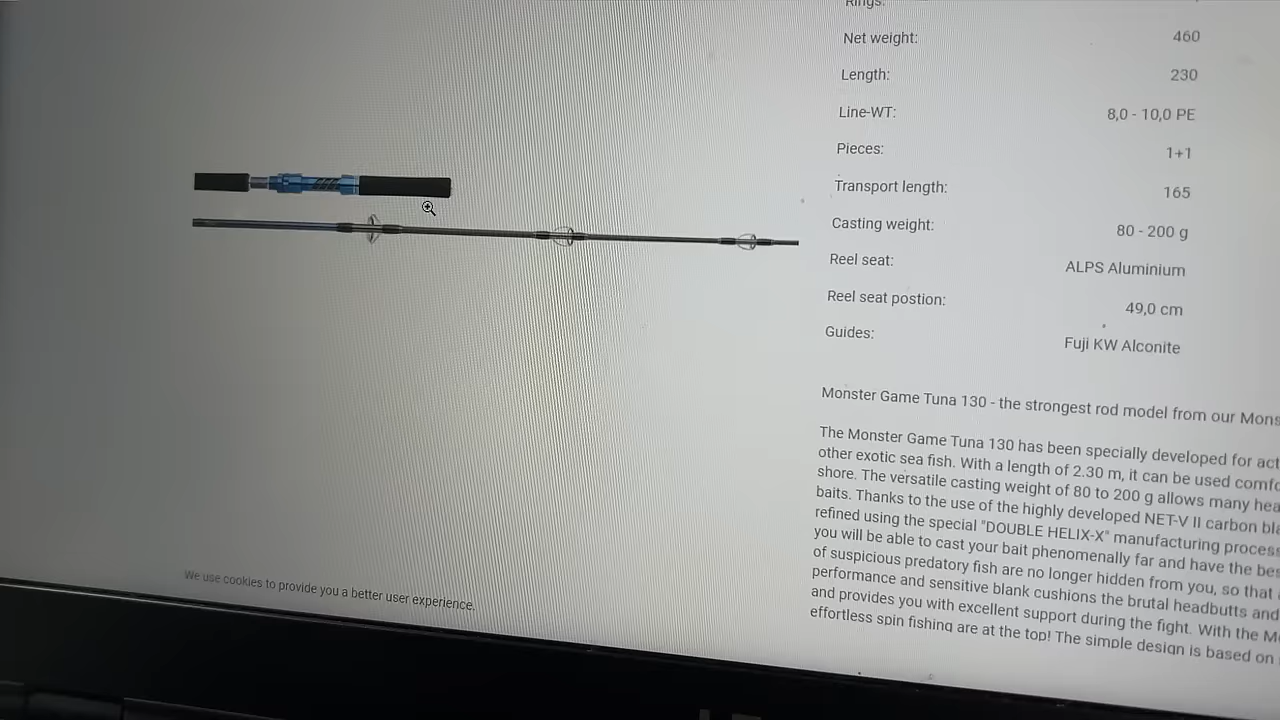 Rings:
Net weight: 460
Length: 230
Line-WT: 8,0 - 10,0 PE
Pieces: 1+1
Transport length: 165
Casting weight: 80 - 200 g
Reel seat: ALPS Aluminium
Reel seat postion: 49,0 cm
Guides: Fuji KW Alconite
Monster Game Tuna 130 - the strongest rod model from our Mons
The Monster Game Tuna 130 has been specially developed for act
other exotic sea fish. With a length of 2.30 m, it can be used comfo
shore. The versatile casting weight of 80 to 200 g allows many hea
baits. Thanks to the use of the highly developed NET-V II carbon bla
refined using the special "DOUBLE HELIX-X" manufacturing process
you will be able to cast your bait phenomenally far and have the bes
of suspicious predatory fish are no longer hidden from you, so that
performance and sensitive blank cushions the brutal headbutts and
and provides you with excellent support during the fight. With the M
effortless spin fishing are at the top! The simple design is based on
We use cookies to provide you a better user experience.